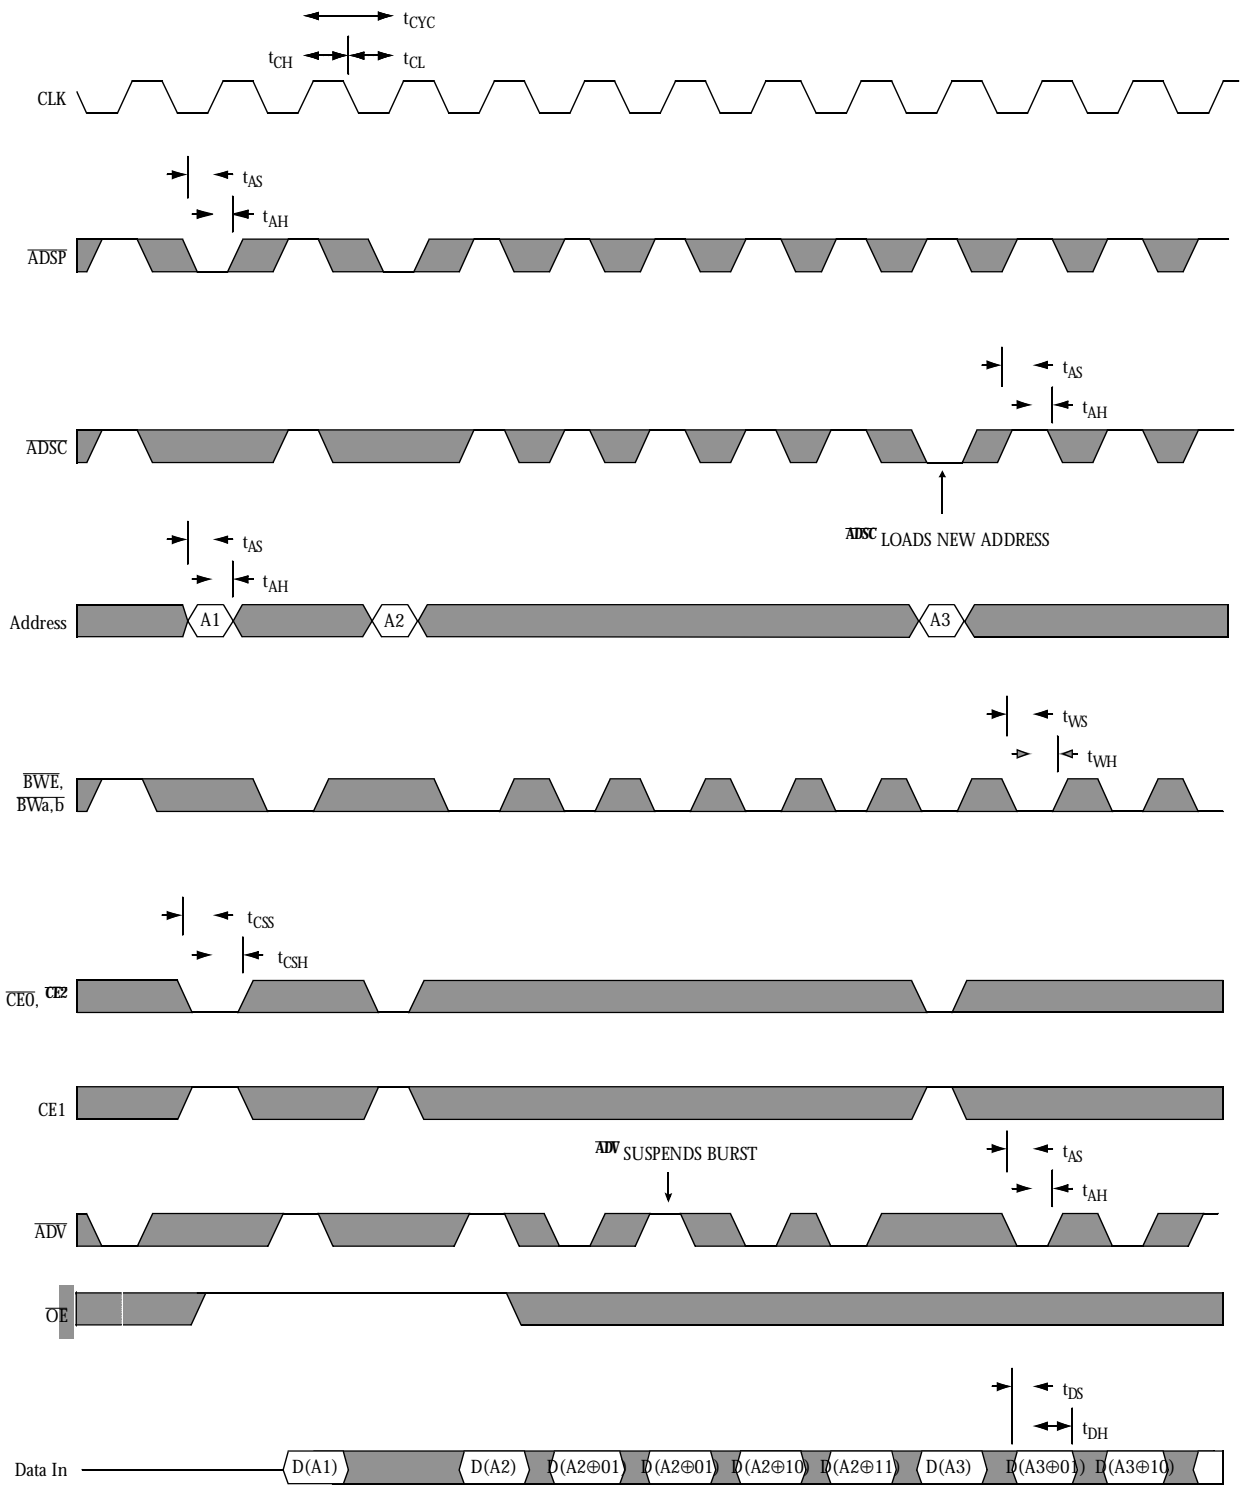 tCYC
tCH tCL
CLK
tAS
tAH
ADSP
tAS
tAH
ADSC
ADSC LOADS NEW ADDRESS
tAS
tAH
Address A1 A2 A3
tWS
tWH
BWE,
BWa,b
tCSS
tCSH
CE0, CE2
CE1
ADV SUSPENDS BURST
tAS
tAH
ADV
OE
tDS
tDH
Data In D(A1) D(A2) D(A2⊕01) D(A2⊕01) D(A2⊕10) D(A2⊕11) D(A3) D(A3⊕01) D(A3⊕10)